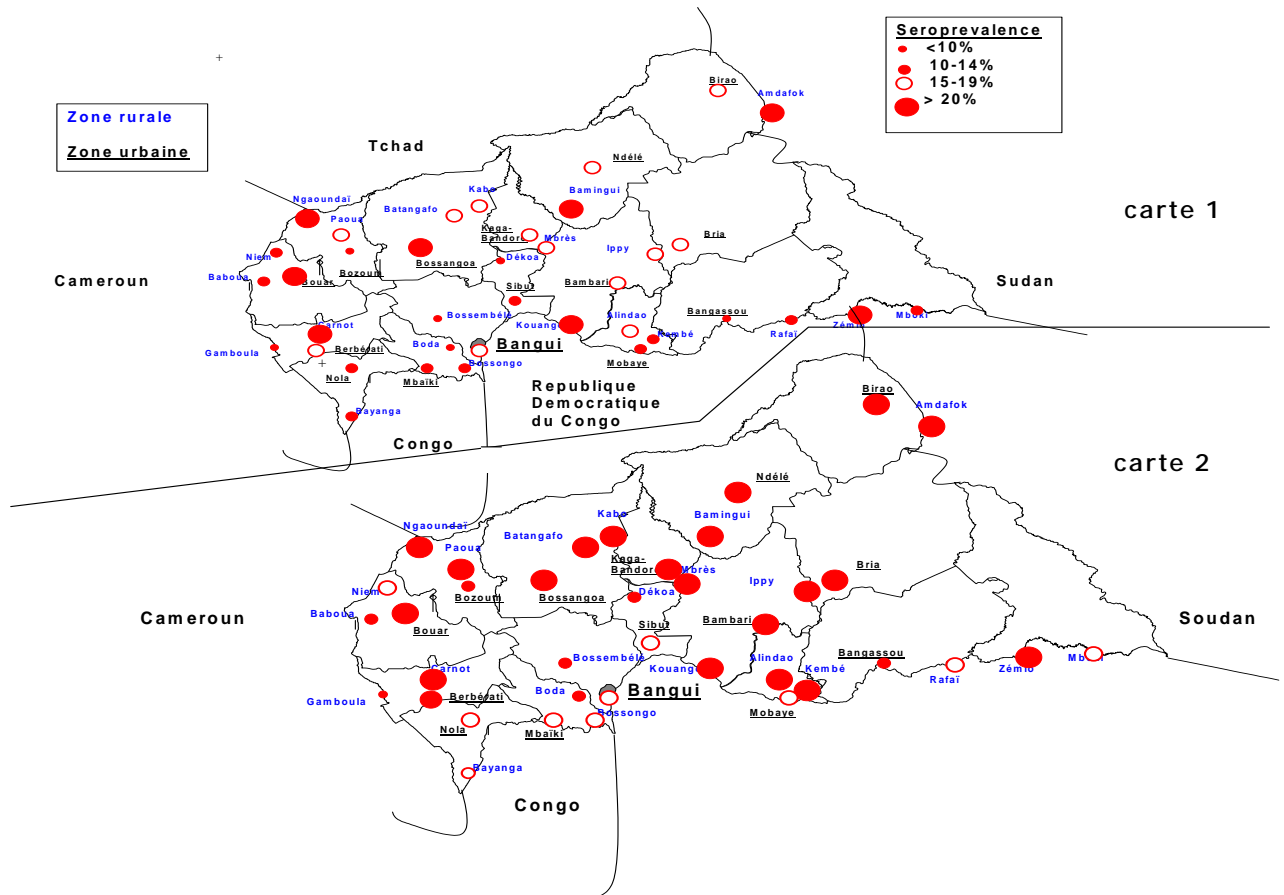 Seroprevalence
<10%
10-14%
15-19%
> 20%
Zone rurale
Zone urbaine
carte 1
Tchad
Cameroun
Sudan
Republique
Democratique
du Congo
Congo
Birao
Amdafok
Ndélé
Bamingui
Ngaoundaï
Paoua
Kabo
Batangafo
Kaga-
Bandoro
Mbrès
Ippy
Bria
Niem
Bozoum
Bossangoa
Dékoa
Baboua
Bouar
Sibut
Bambari
Carnot
Bossembélé
Kouango
Alindao
Bangassou
Rafaï
Zémio
Mboki
Kembé
Gamboula
Berbérati
Boda
Bangui
Mobaye
Nola
Mbaïki
Bossongo
Bayanga
carte 2
Cameroun
Soudan
Congo
Birao
Amdafok
Ndélé
Bamingui
Ngaoundaï
Paoua
Kabo
Batangafo
Kaga-
Bandoro
Mbrès
Ippy
Bria
Niem
Bozoum
Bossangoa
Dékoa
Baboua
Bouar
Sibut
Bambari
Carnot
Bossembélé
Kouango
Alindao
Kembé
Bangassou
Rafaï
Zémio
Mboki
Gamboula
Berbérati
Boda
Bangui
Mobaye
Nola
Mbaïki
Bossongo
Bayanga